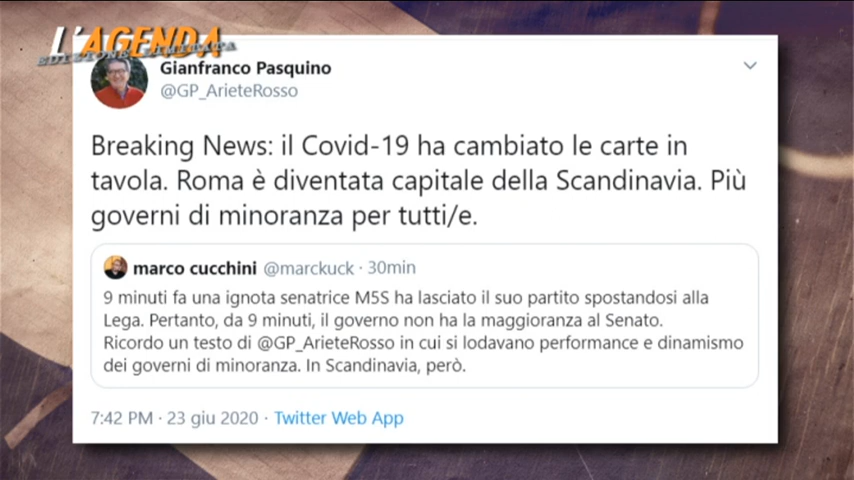 L'AGENDA
EDIZIONE LIMITATA
Gianfranco Pasquino
@GP_ArieteRosso
Breaking News: il Covid-19 ha cambiato le carte in
tavola. Roma è diventata capitale della Scandinavia. Più
governi di minoranza per tutti/e.
marco cucchini @marckuck · 30min
9 minuti fa una ignota senatrice M5S ha lasciato il suo partito spostandosi alla
Lega. Pertanto, da 9 minuti, il governo non ha la maggioranza al Senato.
Ricordo un testo di @GP_ArieteRosso in cui si lodavano performance e dinamismo
dei governi di minoranza. In Scandinavia, però.
7:42 PM · 23 giu 2020 · Twitter Web App